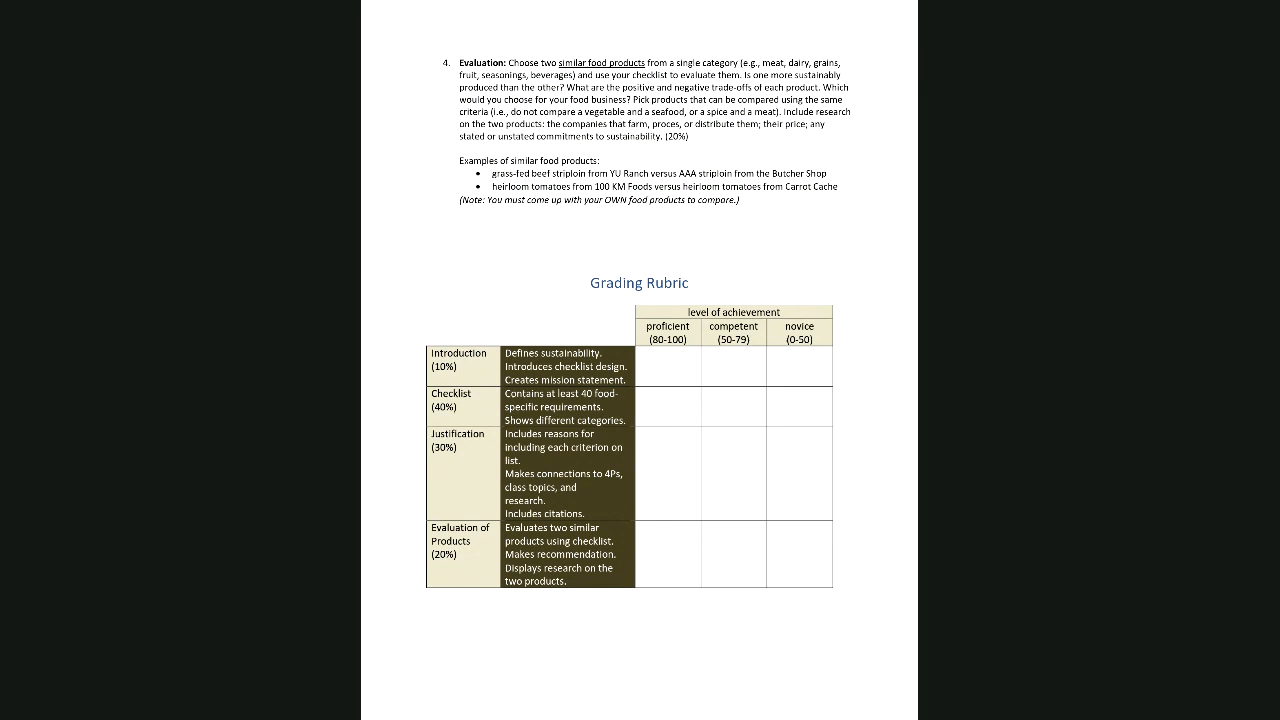 4. Evaluation: Choose two similar food products from a single category (e.g., meat, dairy, grains,
fruit, seasonings, beverages) and use your checklist to evaluate them. Is one more sustainably
produced than the other? What are the positive and negative trade-offs of each product. Which
would you choose for your food business? Pick products that can be compared using the same
criteria (i.e., do not compare a vegetable and a seafood, or a spice and a meat). Include research
on the two products: the companies that farm, proces, or distribute them; their price; any
stated or unstated commitments to sustainability. (20%)
Examples of similar food products:
• grass-fed beef striploin from YU Ranch versus AAA striploin from the Butcher Shop
• heirloom tomatoes from 100 KM Foods versus heirloom tomatoes from Carrot Cache
(Note: You must come up with your OWN food products to compare.)
Grading Rubric
level of achievement
proficient
(80-100)
competent
(50-79)
novice
(0-50)
Introduction
(10%)
Defines sustainability.
Introduces checklist design.
Creates mission statement.
Checklist
(40%)
Contains at least 40 food-
specific requirements.
Shows different categories.
Justification
(30%)
Includes reasons for
including each criterion on
list.
Makes connections to 4Ps,
class topics, and
research.
Includes citations.
Evaluation of
Products
(20%)
Evaluates two similar
products using checklist.
Makes recommendation.
Displays research on the
two products.